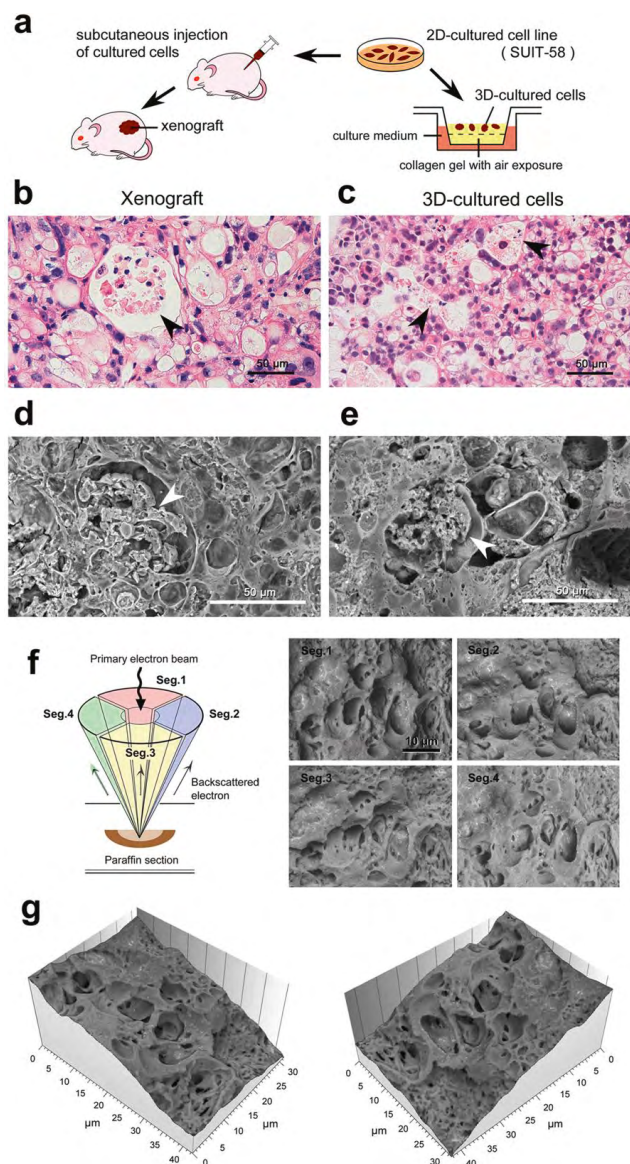 a
subcutaneous injection
of cultured cells
2D-cultured cell line
( SUIT-58 )
xenograft
3D-cultured cells
culture medium
collagen gel with air exposure
b
Xenograft
c
3D-cultured cells
50 μm
50 μm
d
e
50 μm
50 μm
f
Primary electron beam
Seg.1
Seg.4
Seg.2
Seg.3
Backscattered
electron
Paraffin section
Seg.1
10 μm
Seg.2
Seg.3
Seg.4
g
0
5
10
15
20
25
30
35
40
μm
0
5
10
15
20
25
30
μm
0
5
10
15
20
25
30
μm
0
5
10
15
20
25
30
35
40
μm